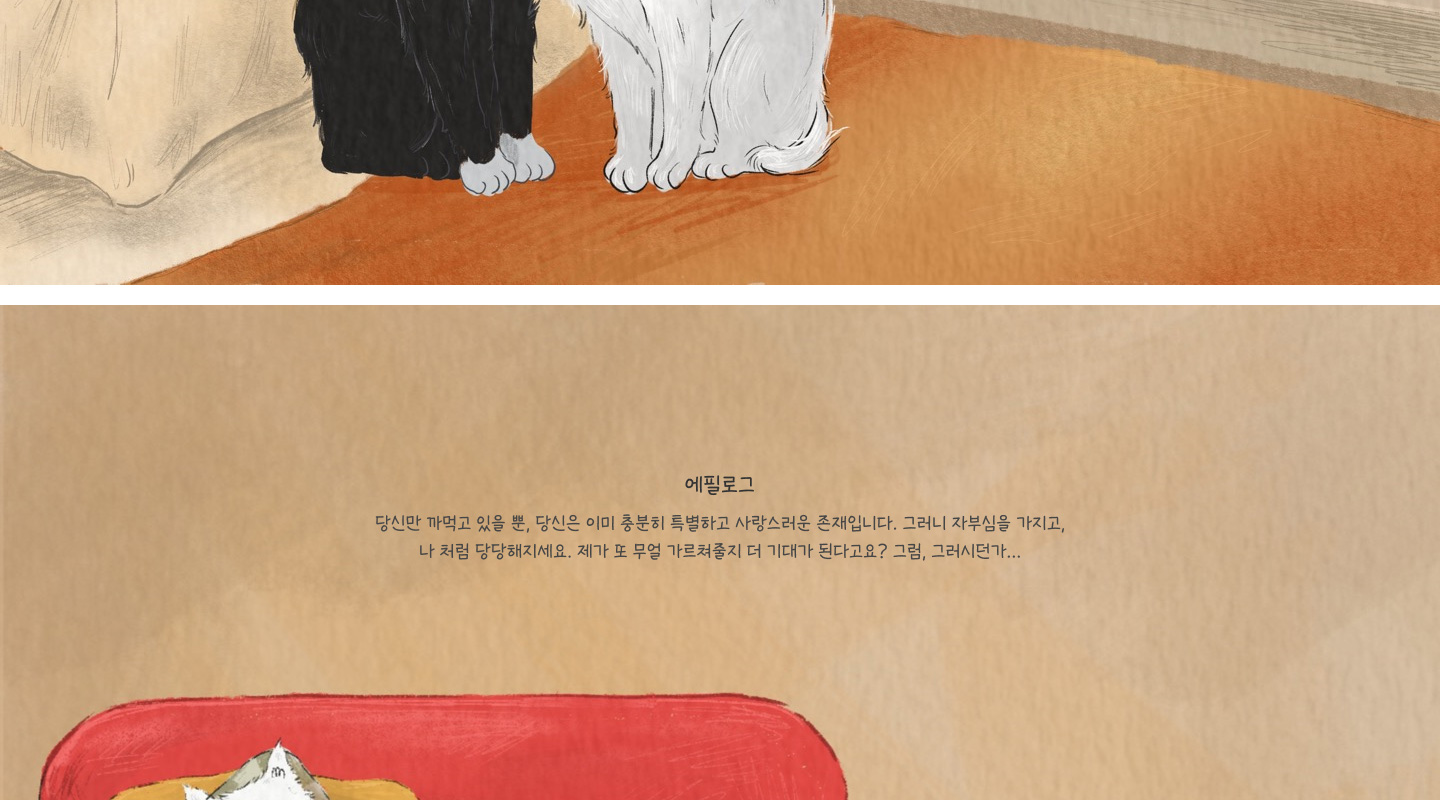 에필로그
당신만 까먹고 있을 뿐, 당신은 이미 충분히 특별하고 사랑스러운 존재입니다. 그러니 자부심을 가지고,
나 처럼 당당해지세요. 제가 또 무얼 가르쳐줄지 더 기대가 된다고요? 그럼, 그러시던가...